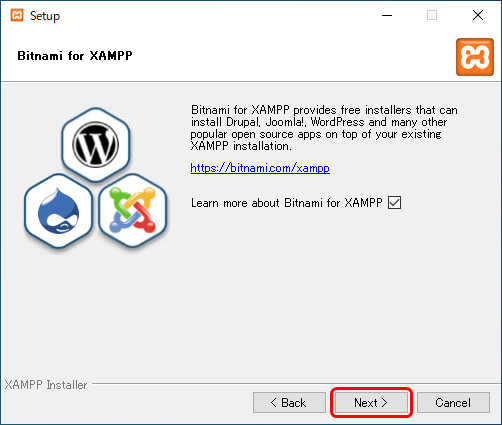 Setup
Bitnami for XAMPP
Bitnami for XAMPP provides free installers that can
install Drupal, Joomla!, WordPress and many other
popular open source apps on top of your existing
XAMPP installation.
https://bitnami.com/xampp
Learn more about Bitnami for XAMPP
XAMPP Installer
< Back
Next >
Cancel